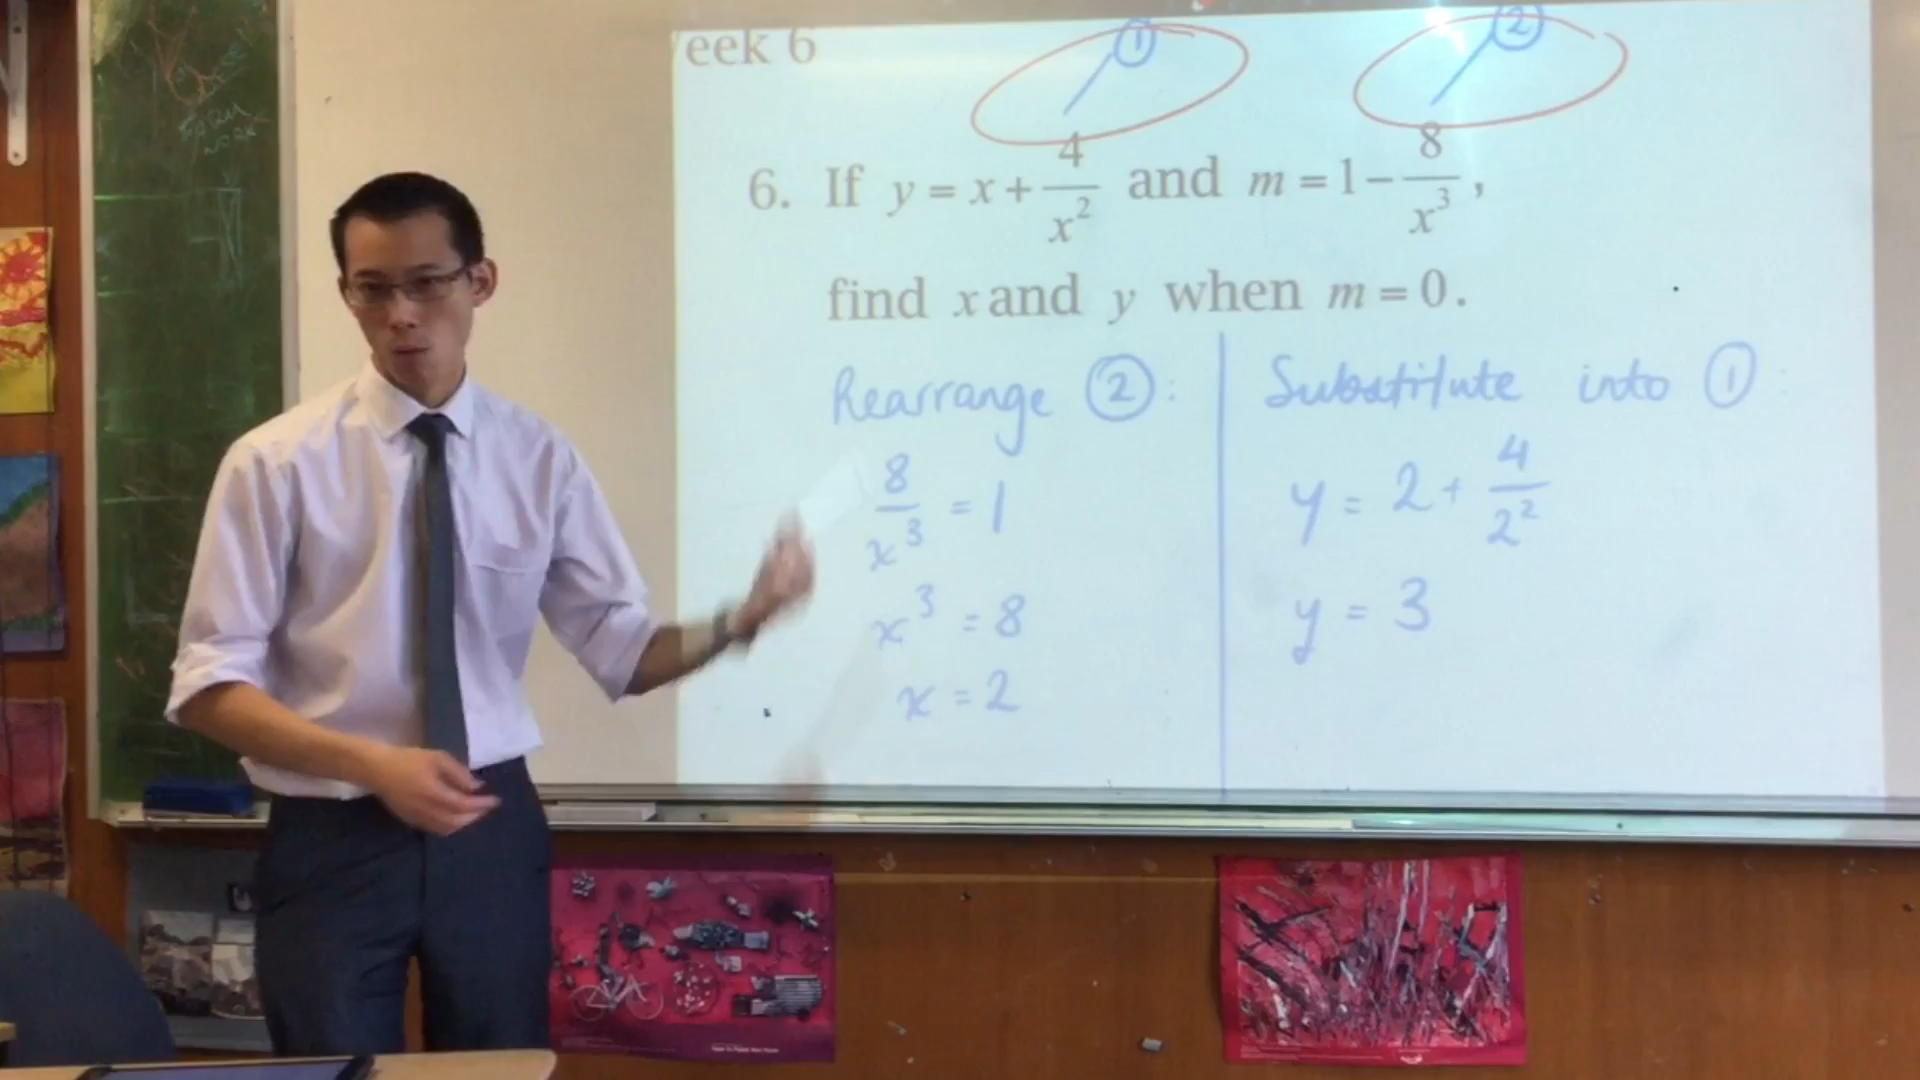 eek 6
① ②
6. If y = x + 4/x² and m = 1 − 8/x³,
find x and y when m = 0.
Rearrange ②:
8/x³ = 1
x³ = 8
x = 2
Substitute into ①:
y = 2 + 4/2²
y = 3